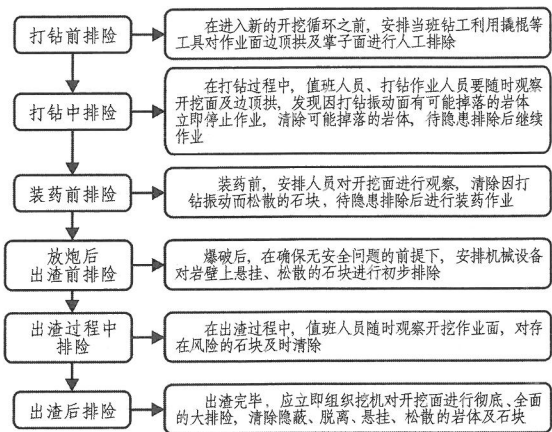 打钻前排险
在进入新的开挖循环之前，安排当班钻工利用撬棍等
工具对作业面边顶拱及掌子面进行人工排除
打钻中排险
在打钻过程中，值班人员、打钻作业人员要随时观察
开挖面及边顶拱，发现因打钻振动面有可能掉落的岩体
立即停止作业，清除可能掉落的岩体，待隐患排除后继续
作业
装药前排险
装药前，安排人员对开挖面进行观察，清除因打
钻振动而松散的石块、待隐患排除后进行装药作业
放炮后
出渣前排险
爆破后，在确保无安全问题的前提下，安排机械设备
对岩壁上悬挂、松散的石块进行初步排除
出渣过程中
排险
在出渣过程中，值班人员随时观察开挖作业面，对存
在风险的石块及时清除
出渣后排险
出渣完毕，应立即组织挖机对开挖面进行彻底、全面
的大排险，清除隐蔽、脱离、悬挂、松散的岩体及石块